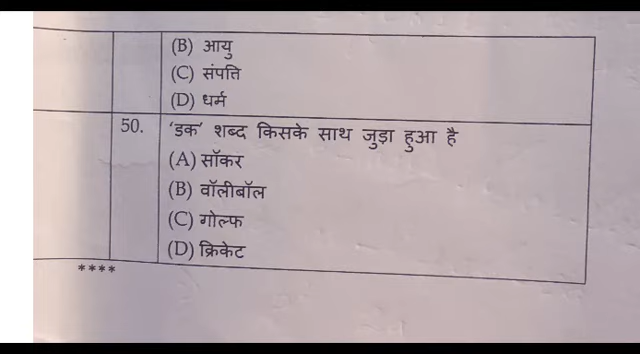 (B) आयु
(C) संपत्ति
(D) धर्म
50. 'डक' शब्द किसके साथ जुड़ा हुआ है
(A) सॉकर
(B) वॉलीबॉल
(C) गोल्फ
(D) क्रिकेट
****